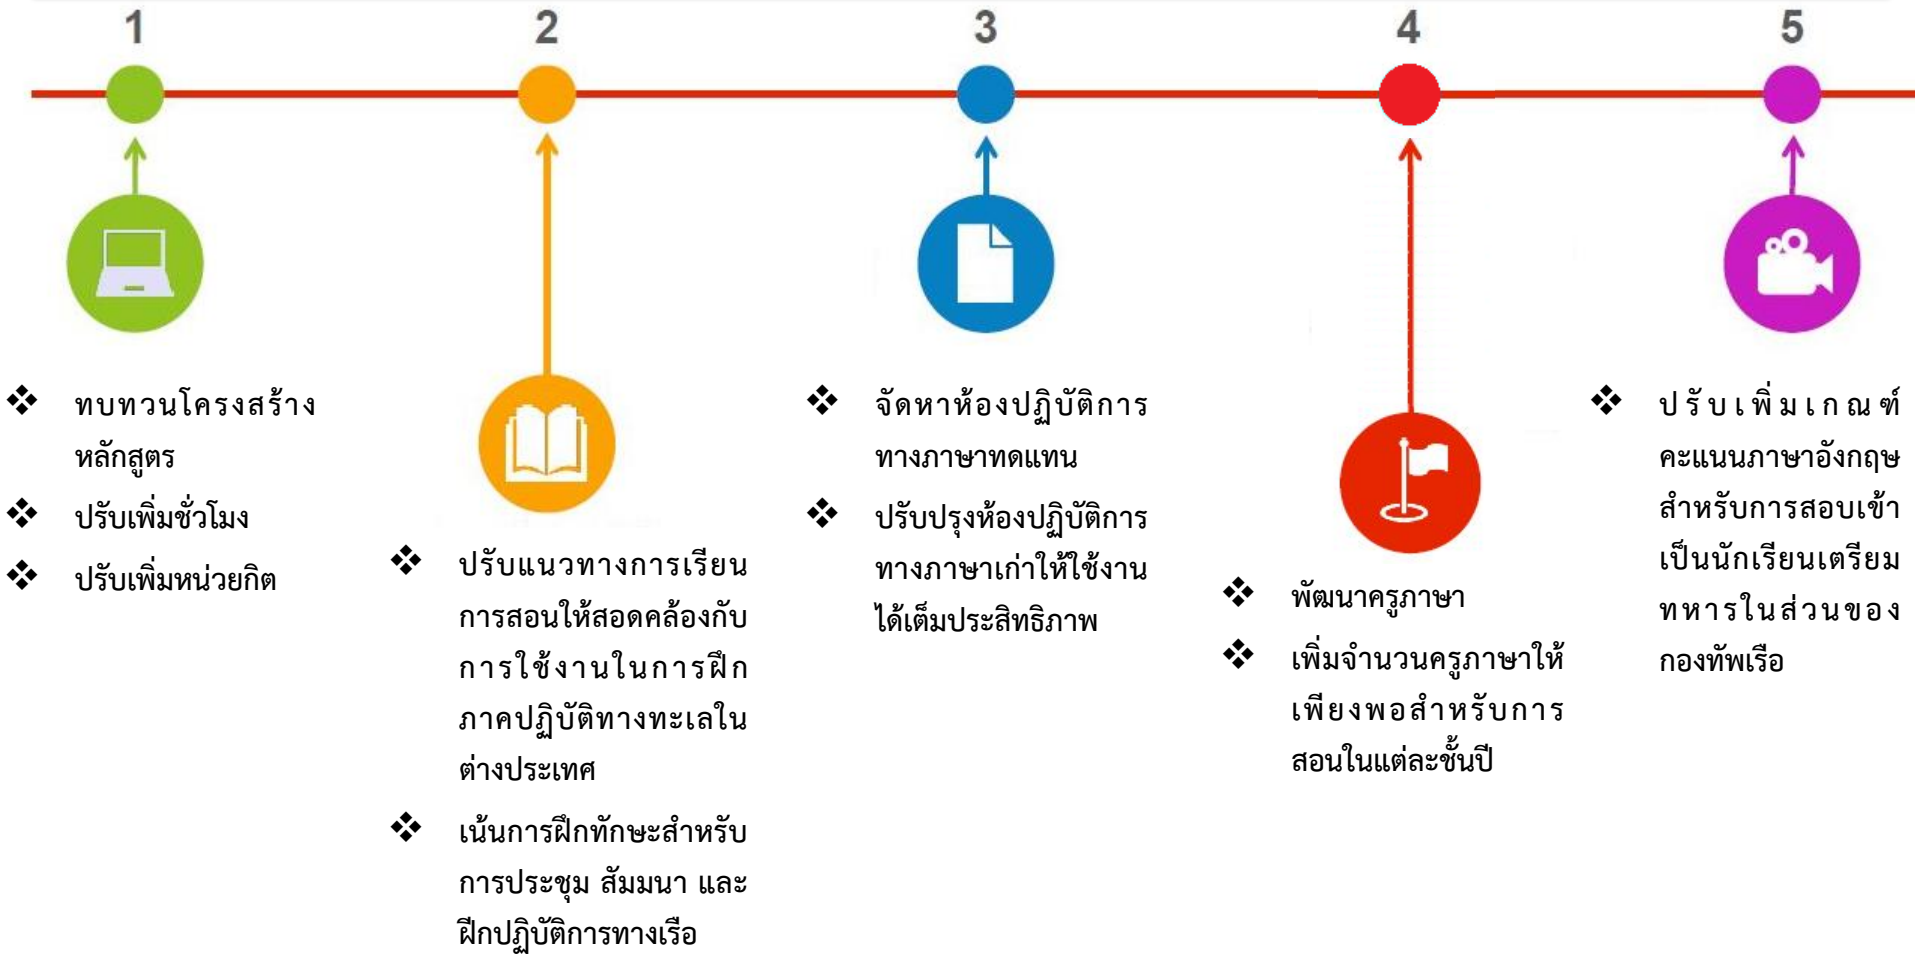 1
2
3
4
5
❖ ทบทวนโครงสร้าง
หลักสูตร
❖ ปรับเพิ่มชั่วโมง
❖ ปรับเพิ่มหน่วยกิต
❖ ปรับแนวทางการเรียน
การสอนให้สอดคล้องกับ
การใช้งานในการฝึก
ภาคปฏิบัติทางทะเลใน
ต่างประเทศ
❖ เน้นการฝึกทักษะสำหรับ
การประชุม สัมมนา และ
ฝึกปฏิบัติการทางเรือ
❖ จัดหาห้องปฏิบัติการ
ทางภาษาทดแทน
❖ ปรับปรุงห้องปฏิบัติการ
ทางภาษาเก่าให้ใช้งาน
ได้เต็มประสิทธิภาพ
❖ พัฒนาครูภาษา
❖ เพิ่มจำนวนครูภาษาให้
เพียงพอสำหรับการ
สอนในแต่ละชั้นปี
❖ ปรับเพิ่มเกณฑ์
คะแนนภาษาอังกฤษ
สำหรับการสอบเข้า
เป็นนักเรียนเตรียม
ทหารในส่วนของ
กองทัพเรือ